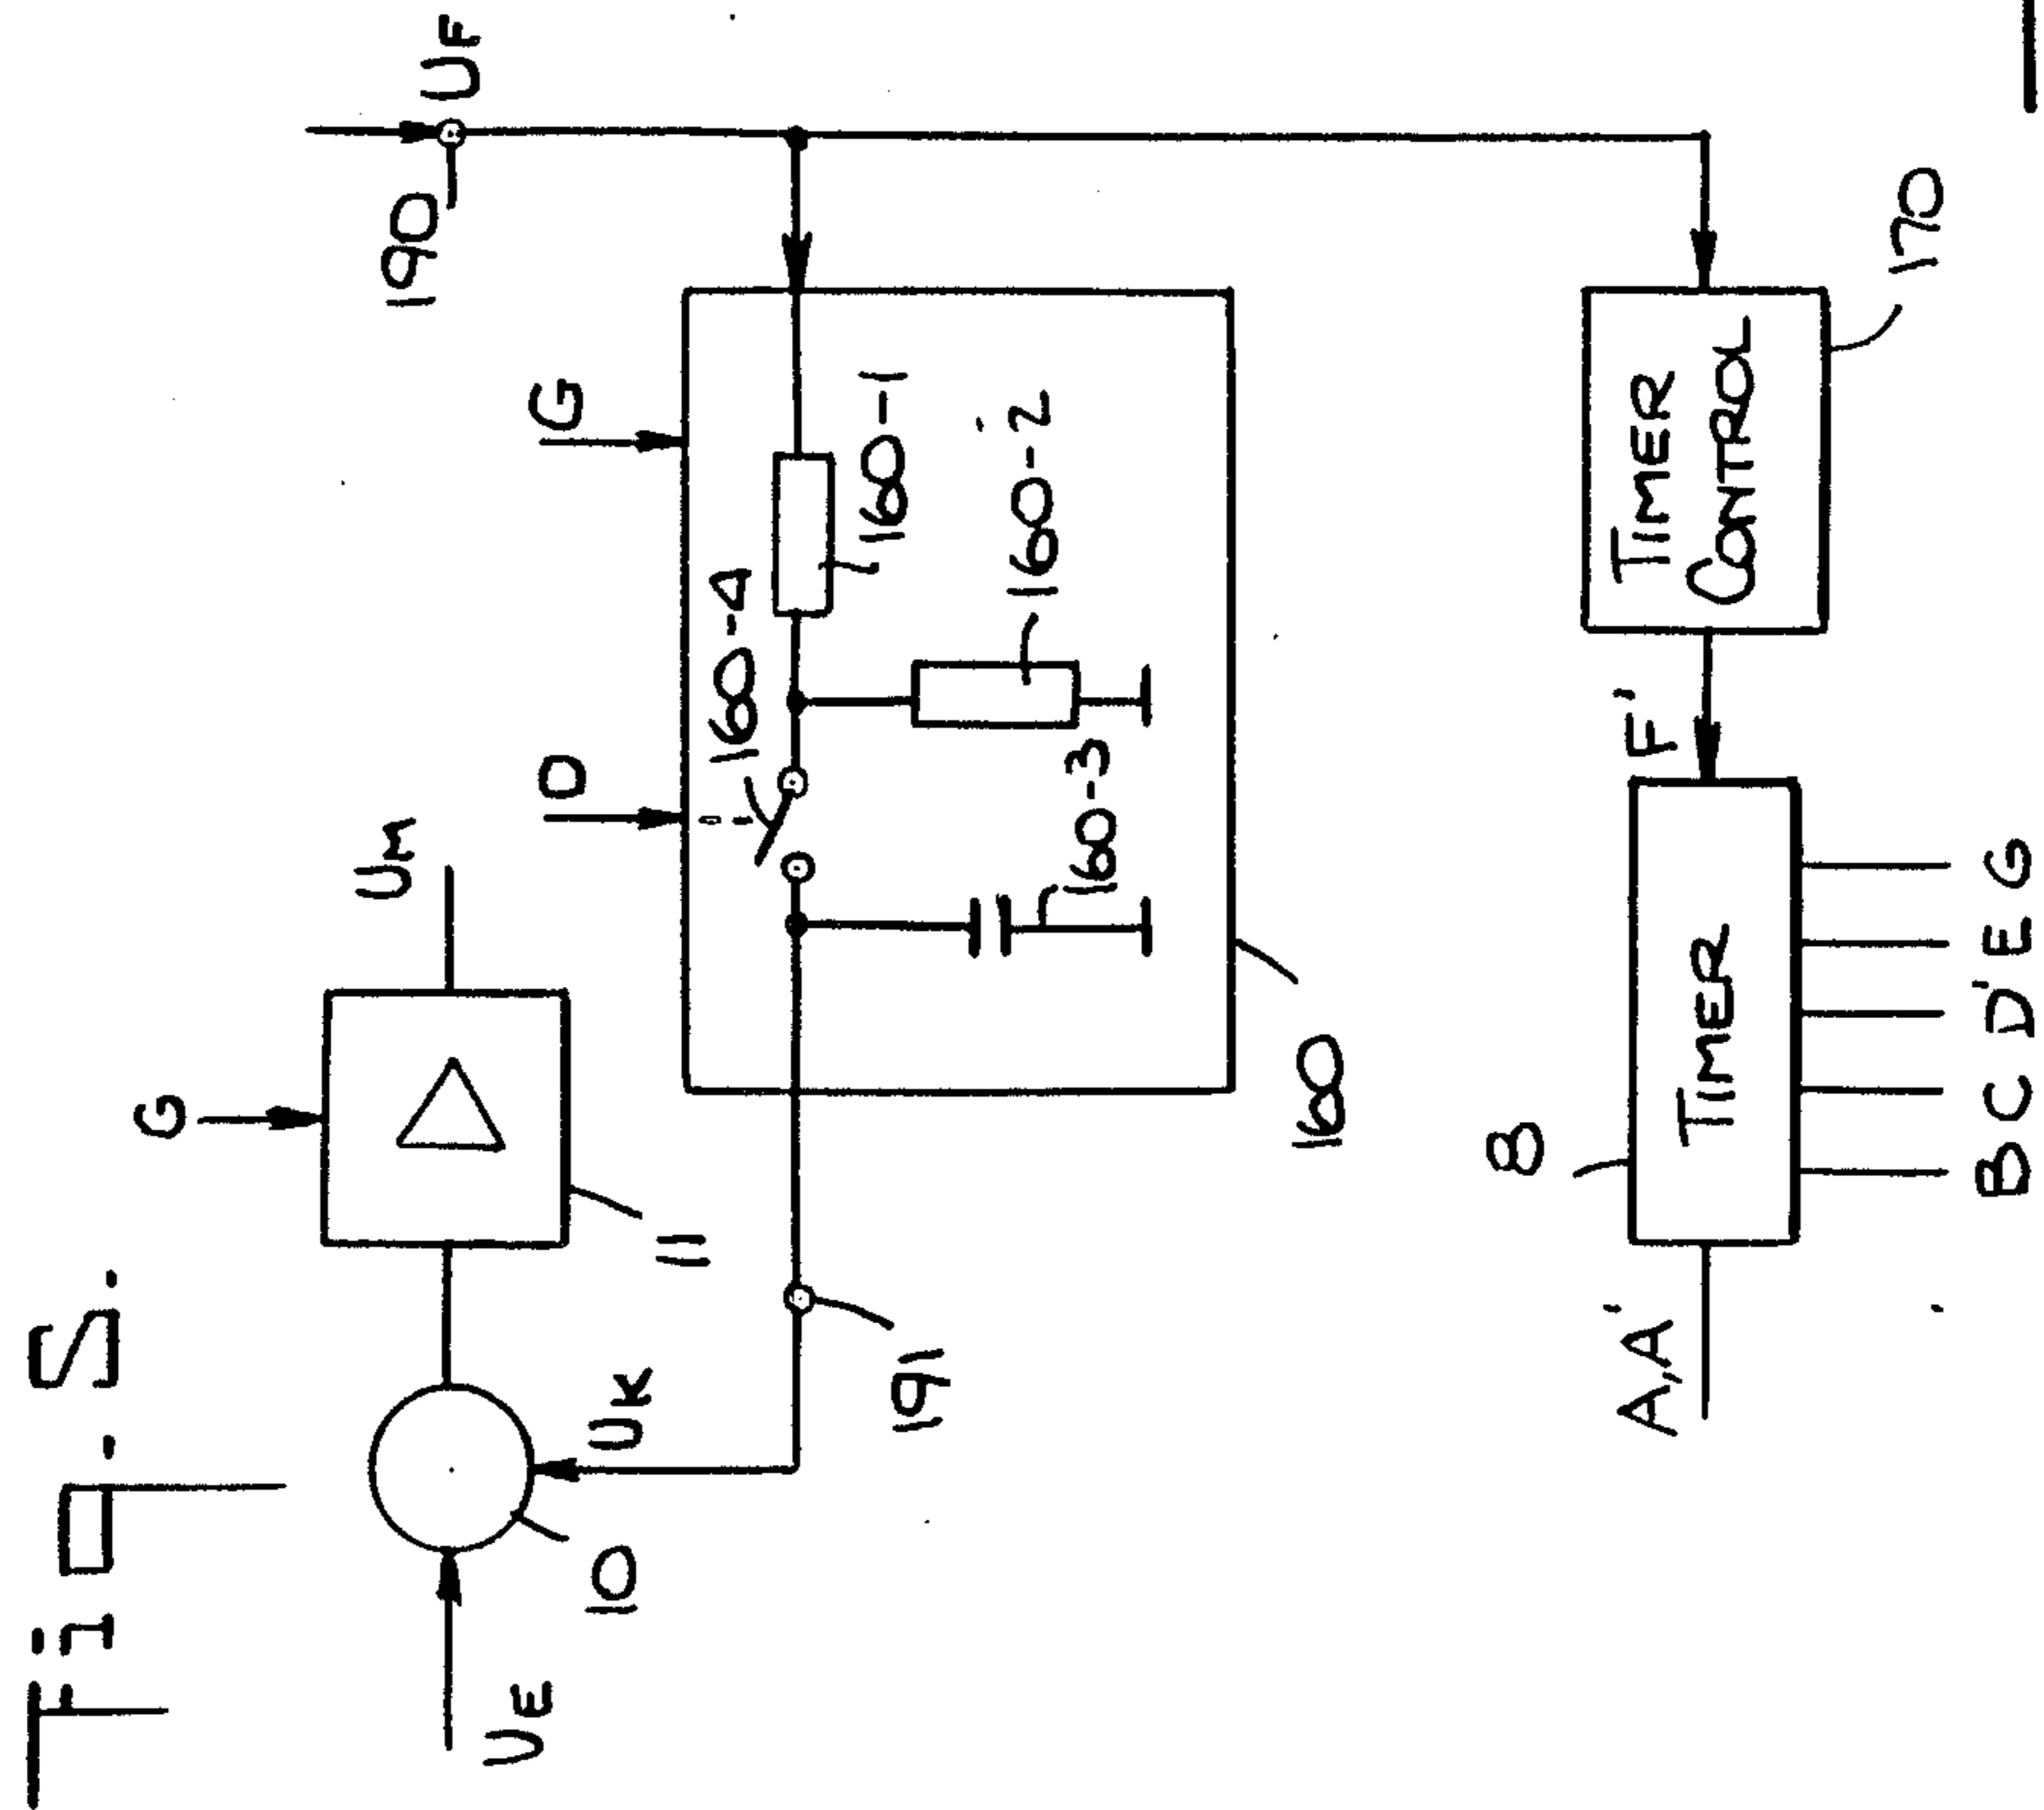 Fig. 5.
UE
10
UK
G
11
UM
191
D
G
160-4
160-1
160-2
160-3
160
190
UF
A,A'
8
TIMER
F'
TIMER
CONTROL
170
B C D' E G